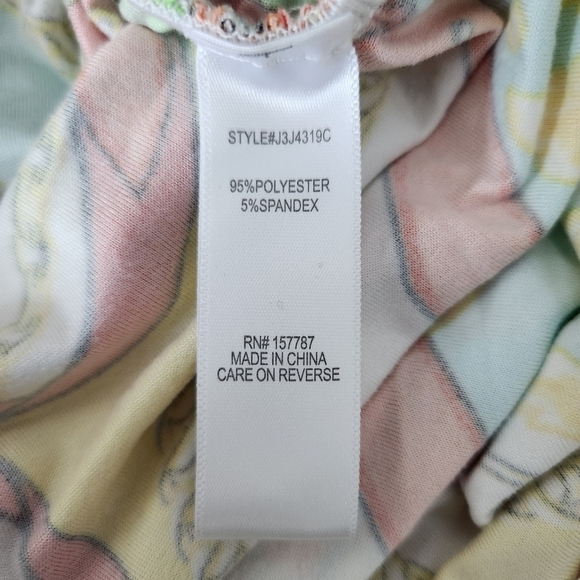 STYLE#J3J4319C
95%POLYESTER
5%SPANDEX
RN# 157787
MADE IN CHINA
CARE ON REVERSE